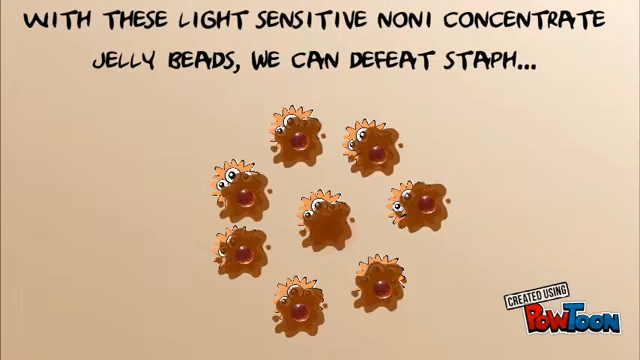 WITH THESE LIGHT SENSITIVE NONI CONCENTRATE
JELLY BEADS, WE CAN DEFEAT STAPH...
CREATED USING
POWTOON